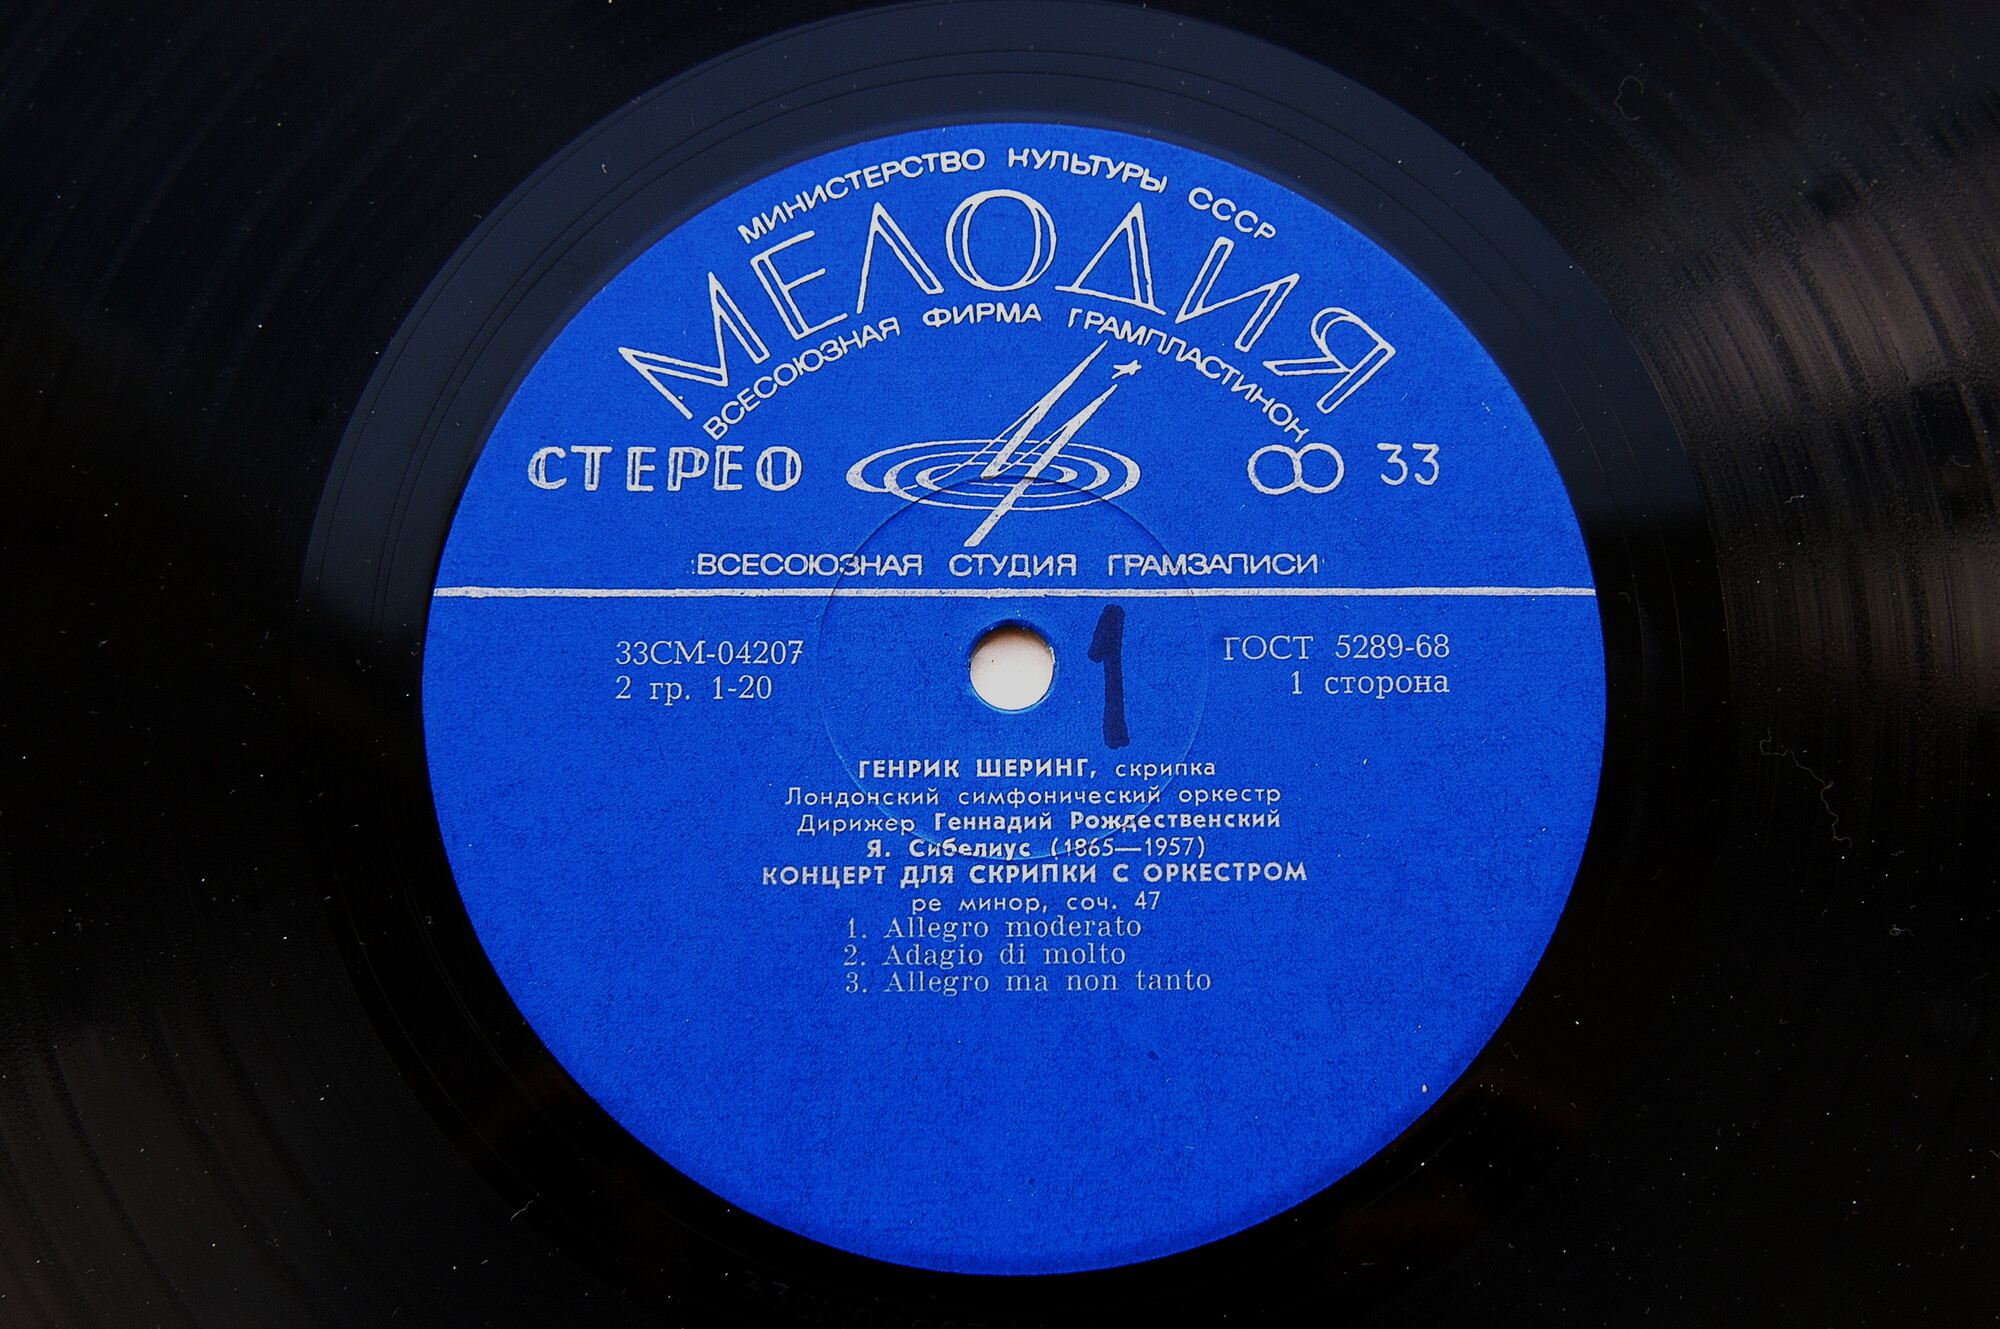 МИНИСТЕРСТВО КУЛЬТУРЫ СССР
МЕЛОДИЯ
ВСЕСОЮЗНАЯ ФИРМА ГРАМПЛАСТИНОК
СТЕРЕО
33
ВСЕСОЮЗНАЯ СТУДИЯ ГРАМЗАПИСИ
33СМ-04207
ГОСТ 5289-68
2 гр. 1-20
1 сторона
1
ГЕНРИК ШЕРИНГ, скрипка
Лондонский симфонический оркестр
Дирижер Геннадий Рождественский
Я. Сибелиус (1865—1957)
КОНЦЕРТ ДЛЯ СКРИПКИ С ОРКЕСТРОМ
ре минор, соч. 47
1. Allegro moderato
2. Adagio di molto
3. Allegro ma non tanto